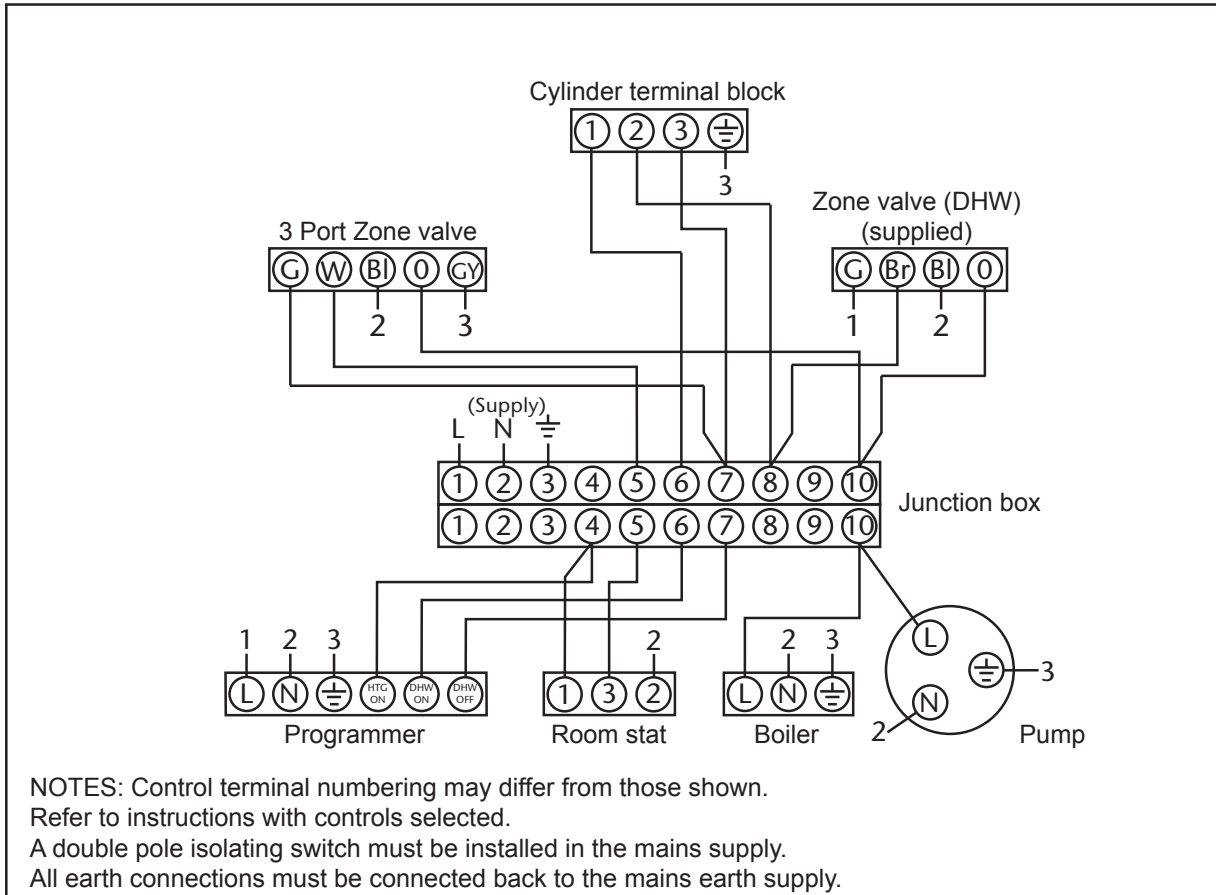 Cylinder terminal block
1 2 3
3
3 Port Zone valve
G W Bl 0 GY
2 3
Zone valve (DHW)
(supplied)
G Br Bl 0
1 2
(Supply)
L N
1 2 3 4 5 6 7 8 9 10
1 2 3 4 5 6 7 8 9 10
Junction box
1 2 3
L N HTG ON DHW ON DHW OFF
Programmer
2
1 3 2
Room stat
2 3
L N
Boiler
L
3
N
2
Pump
NOTES: Control terminal numbering may differ from those shown.
Refer to instructions with controls selected.
A double pole isolating switch must be installed in the mains supply.
All earth connections must be connected back to the mains earth supply.